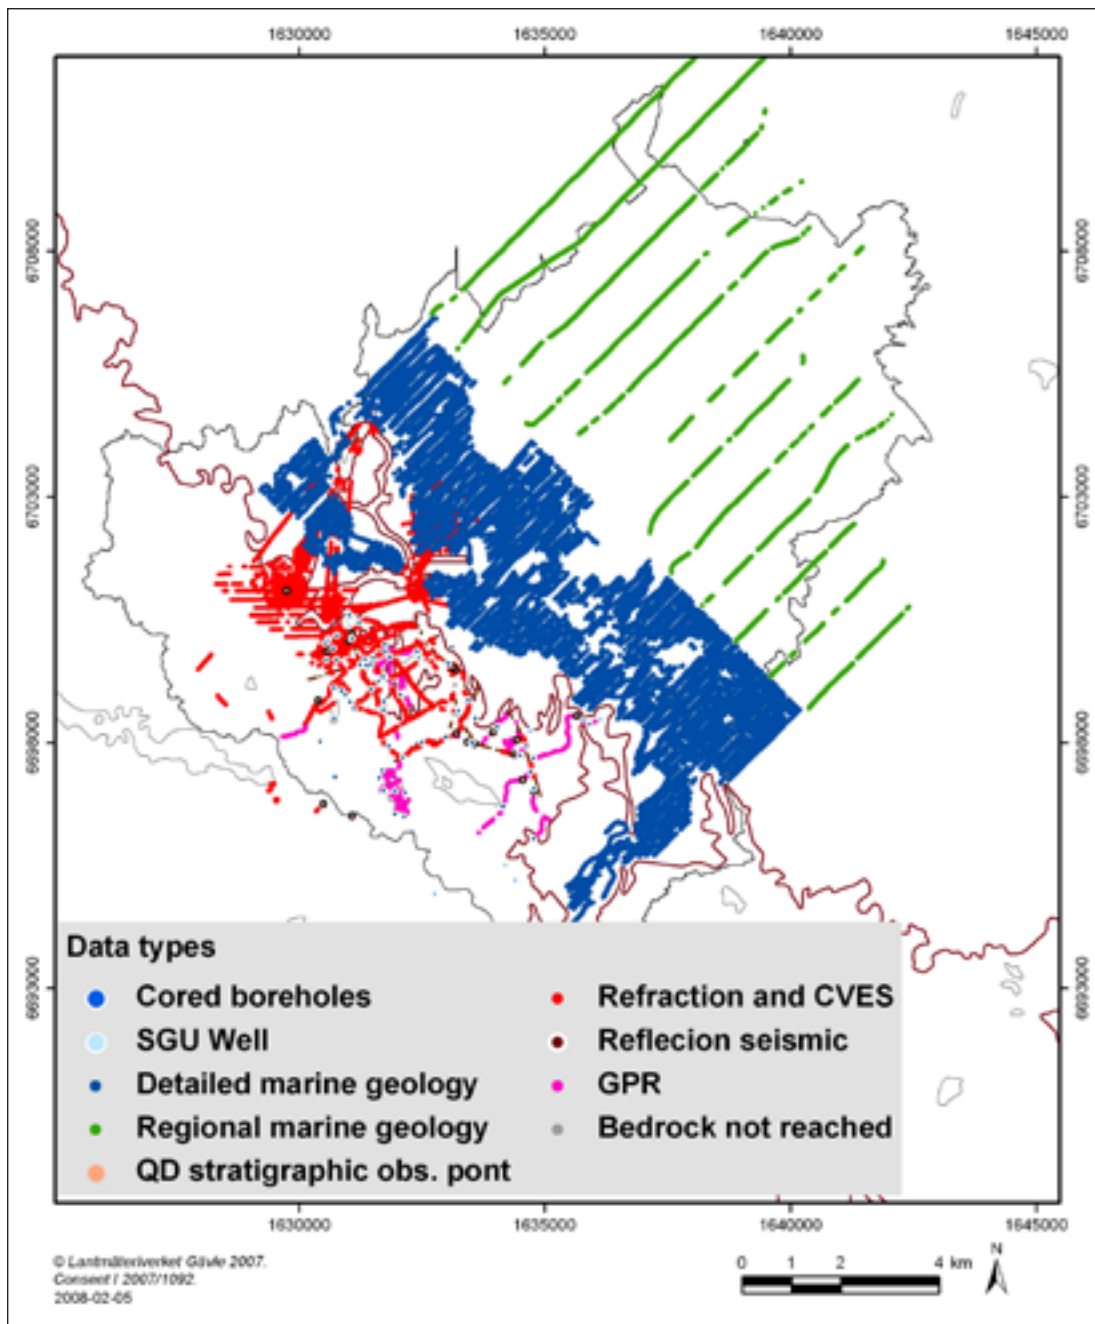 1630000 1635000 1640000 1645000
6708000 6708000
6703000 6703000
6698000 6698000
6693000 6693000
Data types
Cored boreholes
SGU Well
Detailed marine geology
Regional marine geology
QD stratigraphic obs. pont
Refraction and CVES
Reflecion seismic
GPR
Bedrock not reached
1630000 1635000 1640000 1645000
© Lantmäteriverket Gävle 2007.
Consent I 2007/1092.
2008-02-05
0 1 2 4 km
N